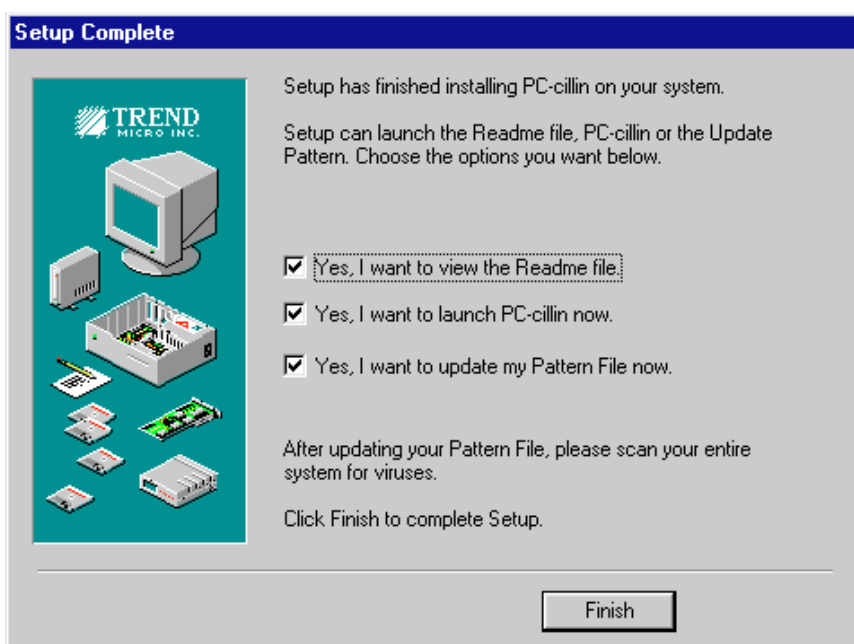 Setup Complete
TREND
MICRO INC.
Setup has finished installing PC-cillin on your system.
Setup can launch the Readme file, PC-cillin or the Update
Pattern. Choose the options you want below.
Yes, I want to view the Readme file.
Yes, I want to launch PC-cillin now.
Yes, I want to update my Pattern File now.
After updating your Pattern File, please scan your entire
system for viruses.
Click Finish to complete Setup.
Finish